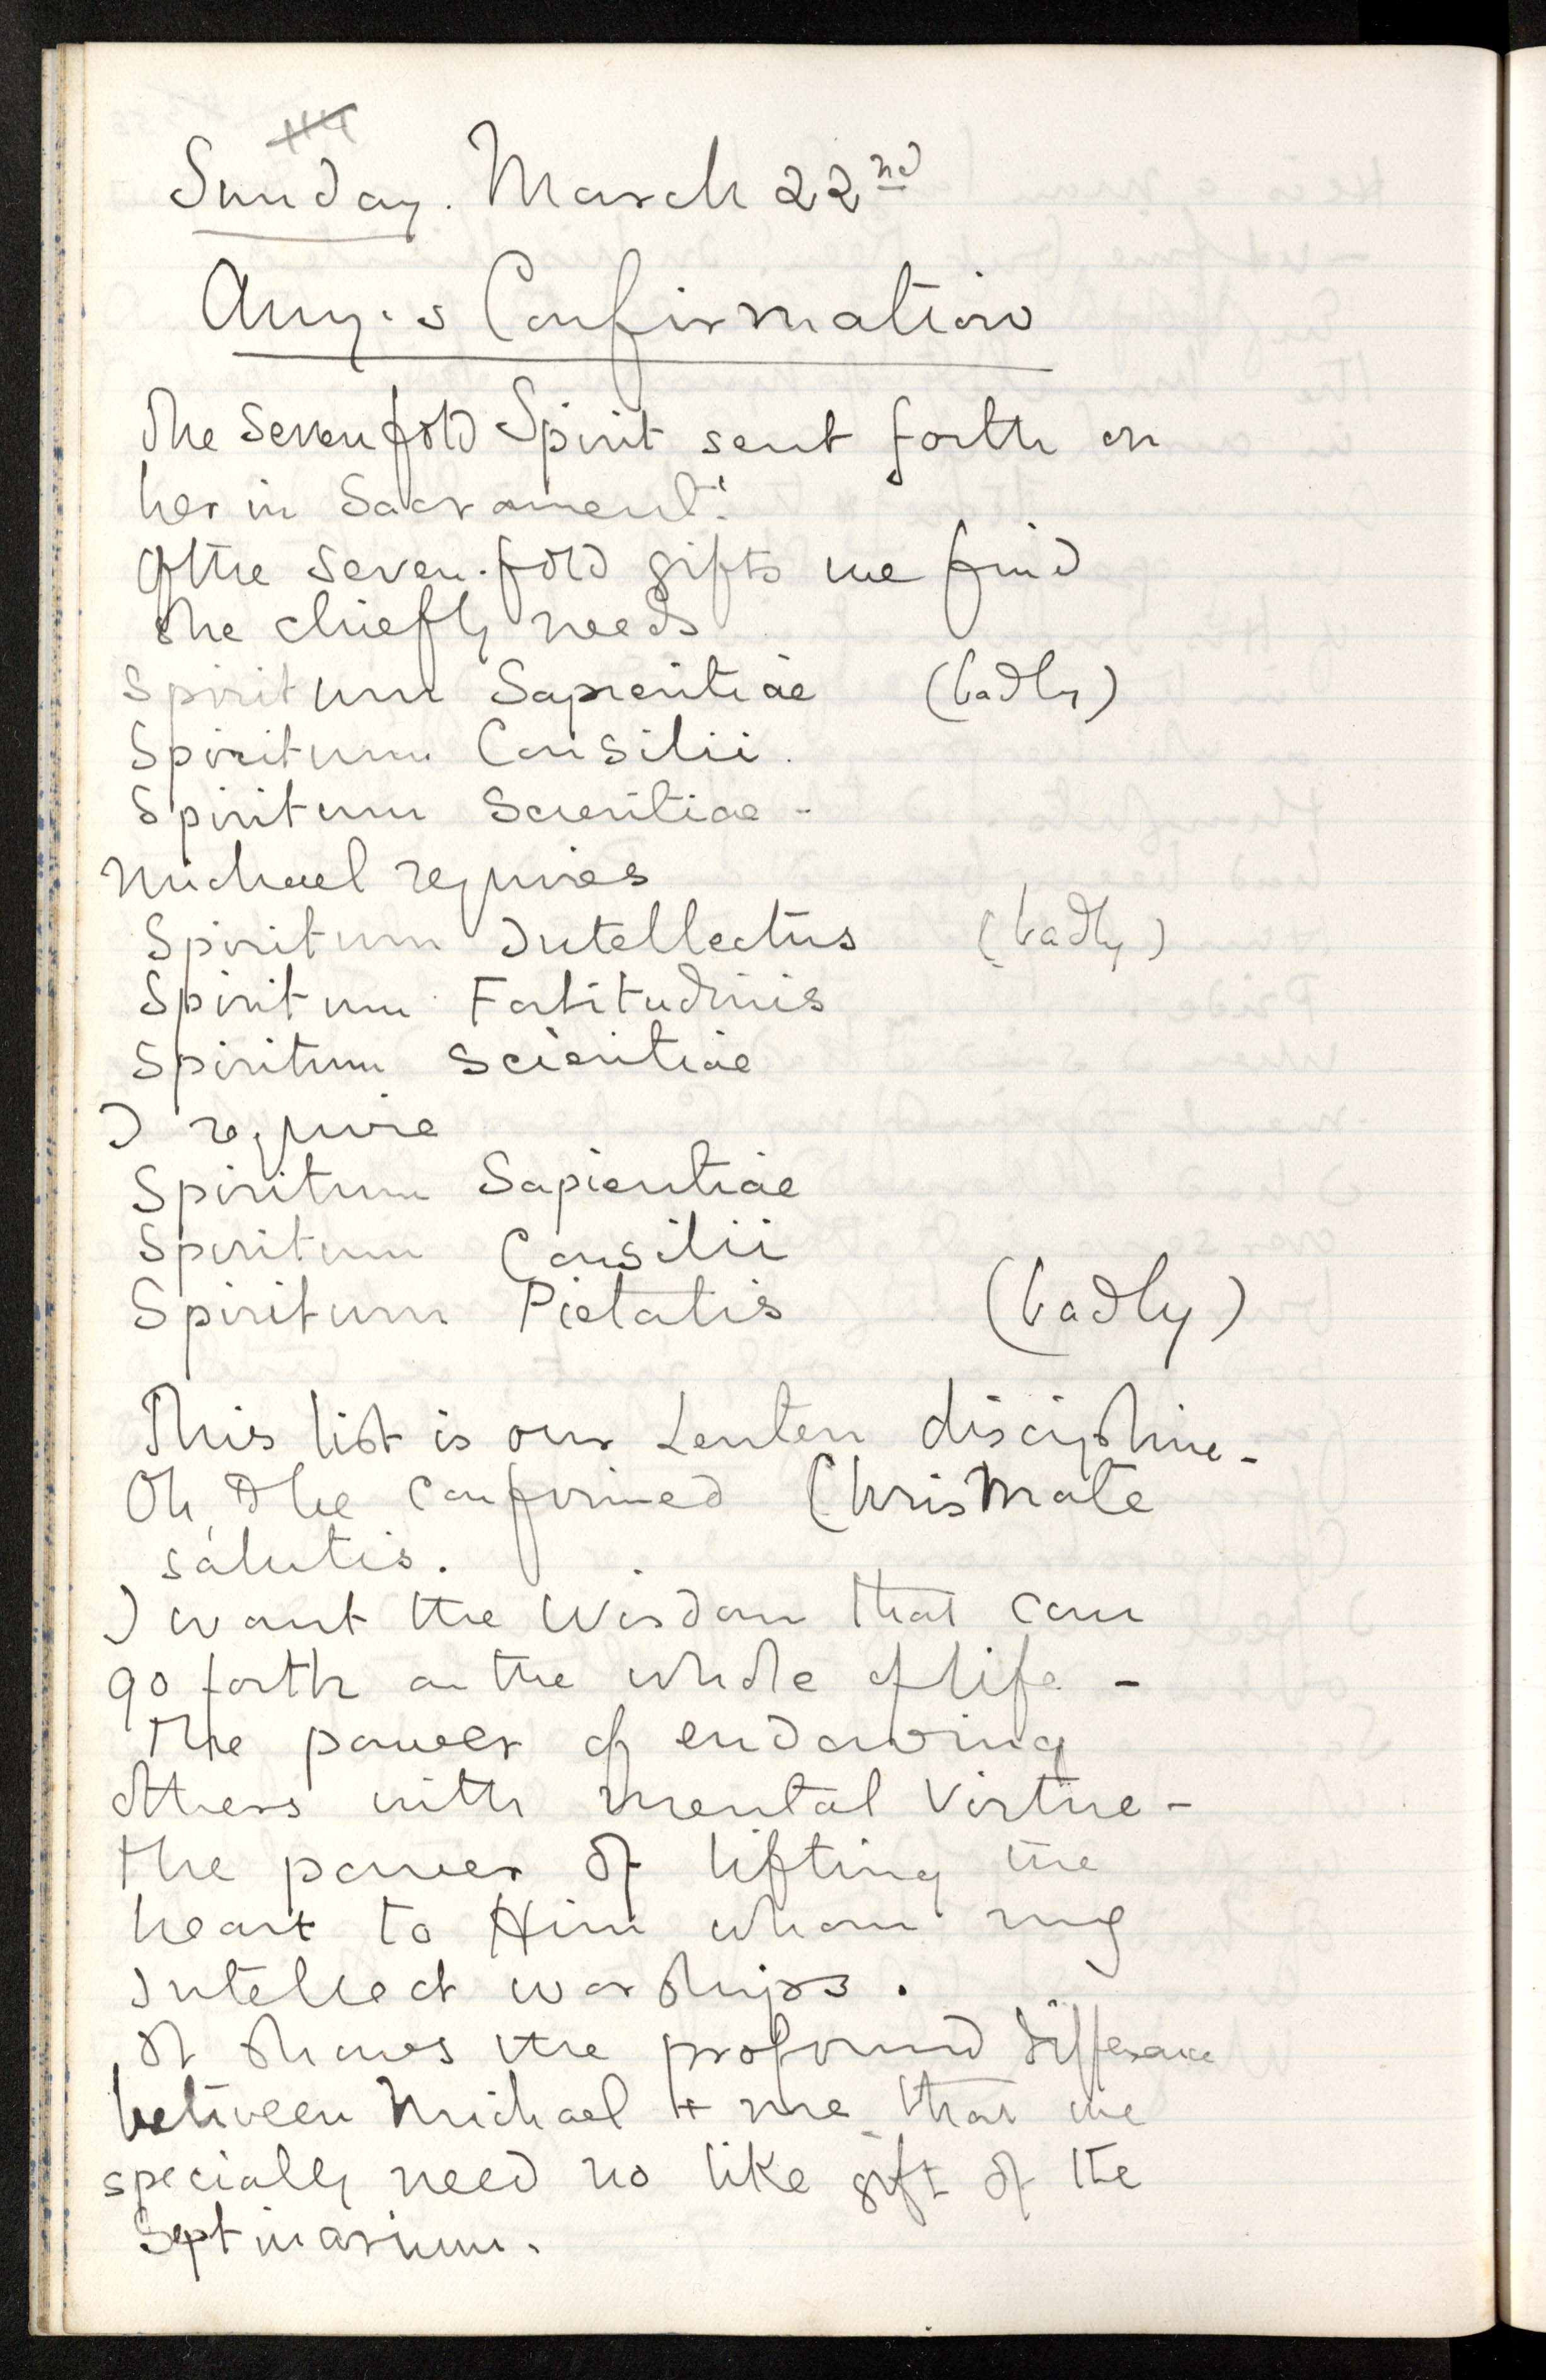 Sunday. March 22nd
Amy's Confirmation
The Sevenfold Spirit sent forth on
her in Sacrament!
Of the seven-fold gifts we find
she chiefly needs
Spiritum Sapientiae (badly)
Spiritum Consilii.
Spiritum Scientiae -
Michael requires
Spiritum Intellectus (badly)
Spiritum Fortitudinis
Spiritum Scientiae
I require
Spiritum Sapientiae
Spiritum Consilii
Spiritum Pietatis (badly)
This list is our Lenten discipline -
Oh, to be confirmed Chrismate
salutis.
I want the Wisdom that can
go forth on the whole of life -
the power of endowing
others with mental virtue -
the power of lifting the
heart to Him whom my
Intellect worships.
It shows the profound difference
between Michael & me that we
specially need no like gift of the
Septinarium.